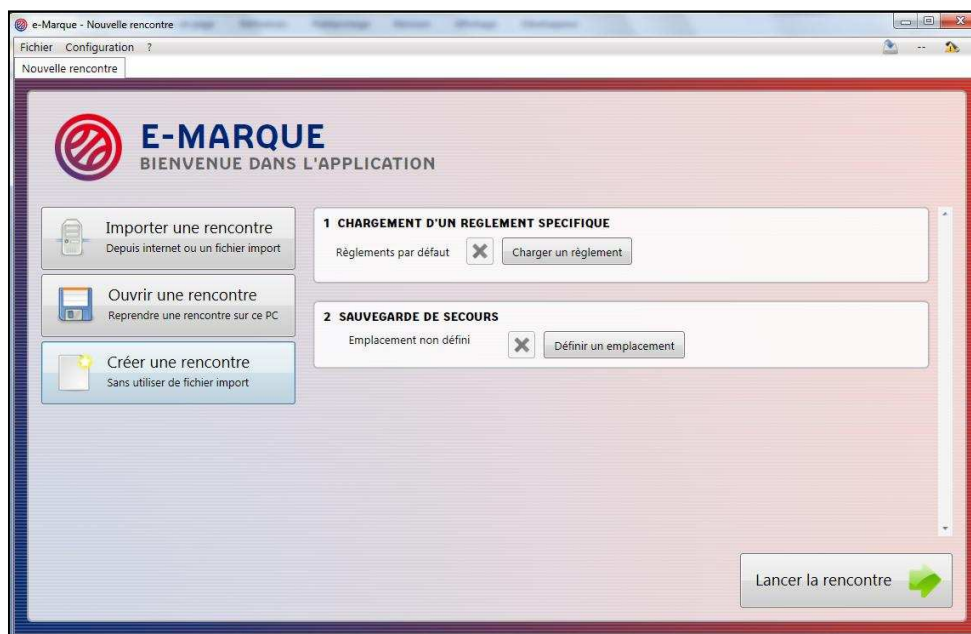 e-Marque - Nouvelle rencontre
Fichier Configuration ?
--
Nouvelle rencontre
E-MARQUE
BIENVENUE DANS L'APPLICATION
Importer une rencontre
Depuis internet ou un fichier import
Ouvrir une rencontre
Reprendre une rencontre sur ce PC
Créer une rencontre
Sans utiliser de fichier import
1 CHARGEMENT D'UN REGLEMENT SPECIFIQUE
Règlements par défaut
Charger un règlement
2 SAUVEGARDE DE SECOURS
Emplacement non défini
Définir un emplacement
Lancer la rencontre